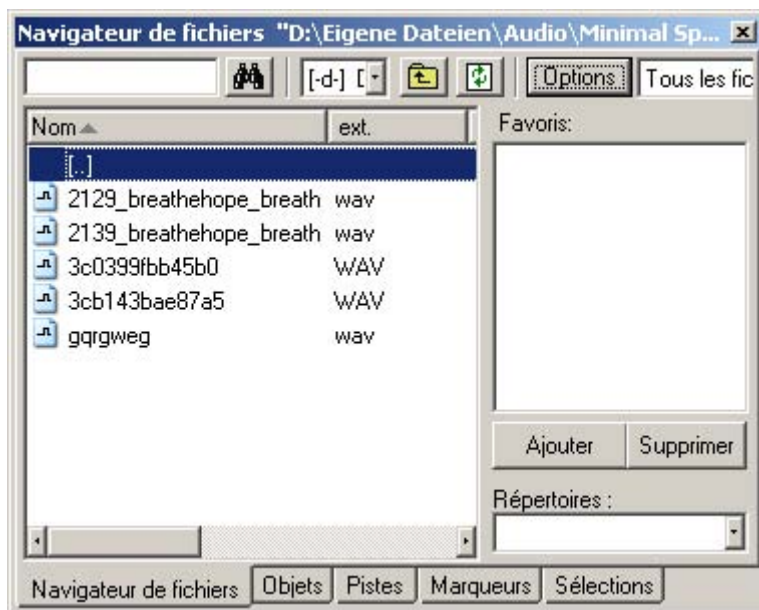 Navigateur de fichiers "D:\Eigene Dateien\Audio\Minimal Sp...
[-d-] Options Tous les fic
Nom ext. Favoris:
[..]
2129_breathehope_breath wav
2139_breathehope_breath wav
3c0399fbb45b0 WAV
3cb143bae87a5 WAV
gqrgweg wav
Ajouter Supprimer
Répertoires :
Navigateur de fichiers Objets Pistes Marqueurs Sélections